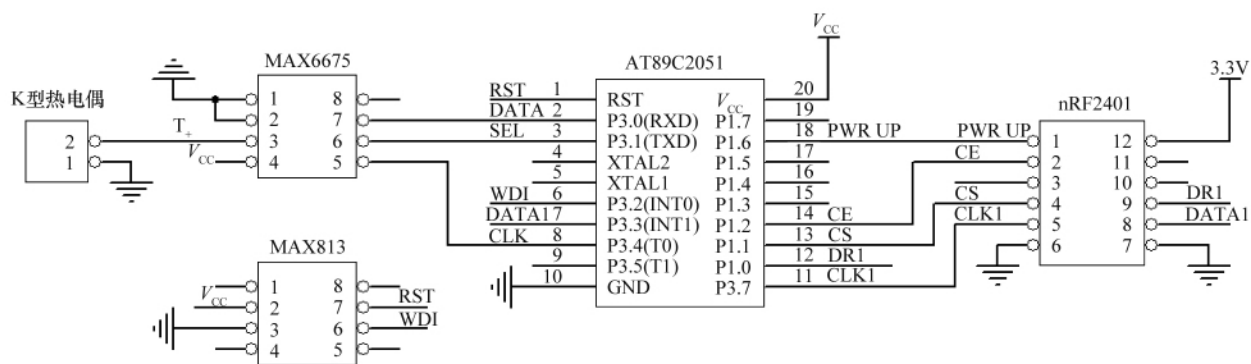 K型热电偶
2
1
T+
VCC
MAX6675
1 8
2 7
3 6
4 5
MAX813
1 8
2 7
3 6
4 5
VCC
RST
WDI
AT89C2051
VCC
RST 1 RST VCC 20
DATA 2 P3.0(RXD) P1.7 19
SEL 3 P3.1(TXD) P1.6 18 PWR UP
4 XTAL2 P1.5 17
5 XTAL1 P1.4 16
WDI 6 P3.2(INT0) P1.3 15
DATA1 7 P3.3(INT1) P1.2 14 CE
CLK 8 P3.4(T0) P1.1 13 CS
9 P3.5(T1) P1.0 12 DR1
10 GND P3.7 11 CLK1
nRF2401
3.3V
PWR UP 1 12
CE 2 11
3 10
CS 4 9 DR1
CLK1 5 8 DATA1
6 7